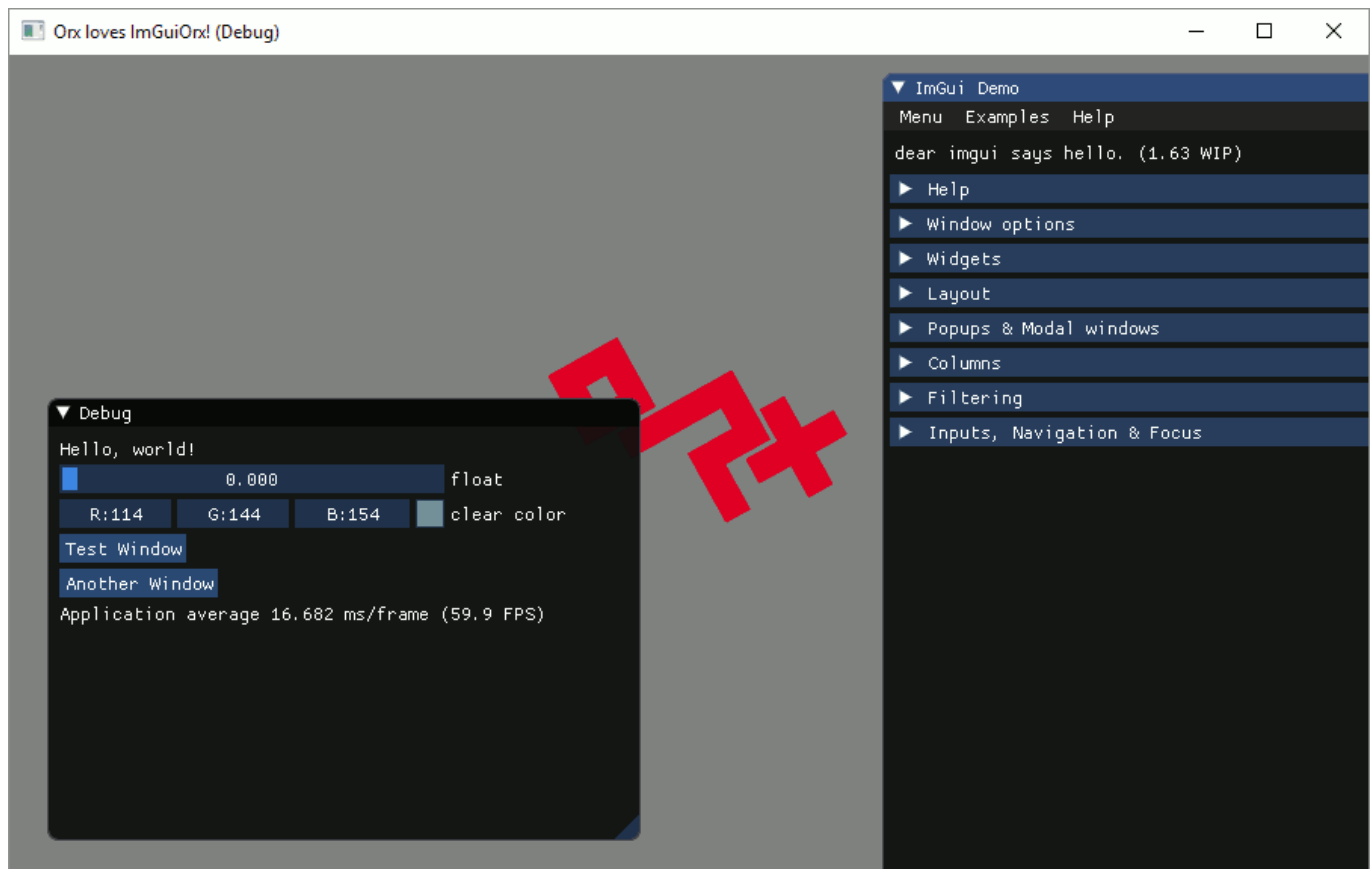 Orx loves ImGuiOrx! (Debug)
ImGui Demo
Menu Examples Help
dear imgui says hello. (1.63 WIP)
Help
Window options
Widgets
Layout
Popups & Modal windows
Columns
Filtering
Inputs, Navigation & Focus
orx
Debug
Hello, world!
0.000 float
R:114 G:144 B:154 clear color
Test Window
Another Window
Application average 16.682 ms/frame (59.9 FPS)